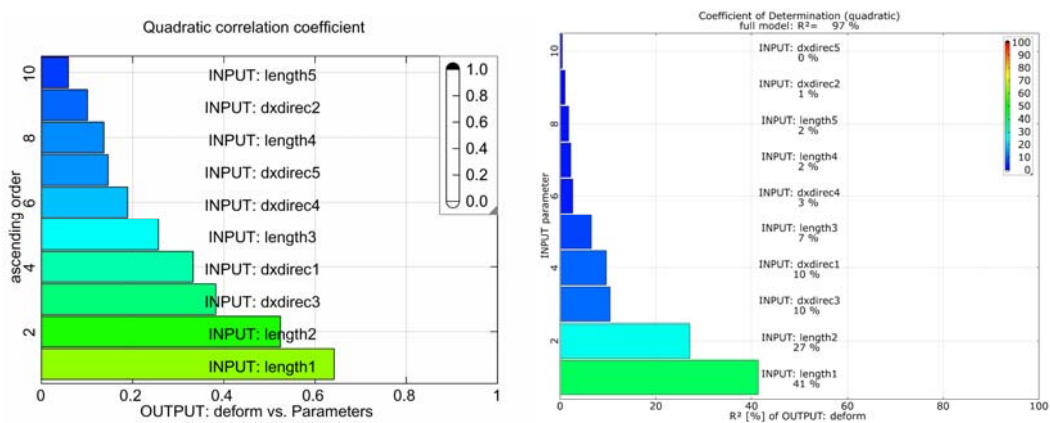 Quadratic correlation coefficient
10
8
6
4
2
ascending order
INPUT: length5
INPUT: dxdirec2
INPUT: length4
INPUT: dxdirec5
INPUT: dxdirec4
INPUT: length3
INPUT: dxdirec1
INPUT: dxdirec3
INPUT: length2
INPUT: length1
1.0
0.8
0.6
0.4
0.2
0.0
0 0.2 0.4 0.6 0.8 1
OUTPUT: deform vs. Parameters
Coefficient of Determination (quadratic)
full model: R²= 97 %
10
8
6
4
2
INPUT parameter
INPUT: dxdirec5
0 %
INPUT: dxdirec2
1 %
INPUT: length5
2 %
INPUT: length4
2 %
INPUT: dxdirec4
3 %
INPUT: length3
7 %
INPUT: dxdirec1
10 %
INPUT: dxdirec3
10 %
INPUT: length2
27 %
INPUT: length1
41 %
100
90
80
70
60
50
40
30
20
10
0
0 20 40 60 80 100
R² [%] of OUTPUT: deform